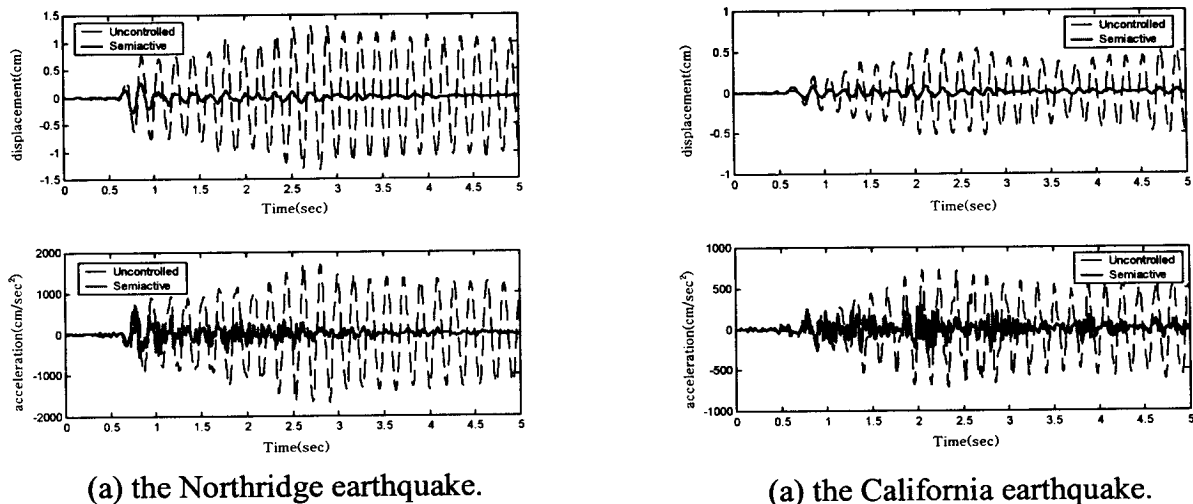 1.5
1
0.5
0
-0.5
-1
-1.5
displacement(cm)
Uncontrolled
Semiactive
0 0.5 1 1.5 2 2.5 3 3.5 4 4.5 5
Time(sec)
2000
1000
0
-1000
-2000
acceleration(cm/sec²)
Uncontrolled
Semiactive
0 0.5 1 1.5 2 2.5 3 3.5 4 4.5 5
Time(sec)
(a) the Northridge earthquake.
1
0.5
0
-0.5
-1
displacement(cm)
Uncontrolled
Semiactive
0 0.5 1 1.5 2 2.5 3 3.5 4 4.5 5
Time(sec)
1000
500
0
-500
-1000
acceleration(cm/sec²)
Uncontrolled
Semiactive
0 0.5 1 1.5 2 2.5 3 3.5 4 4.5 5
Time(sec)
(a) the California earthquake.